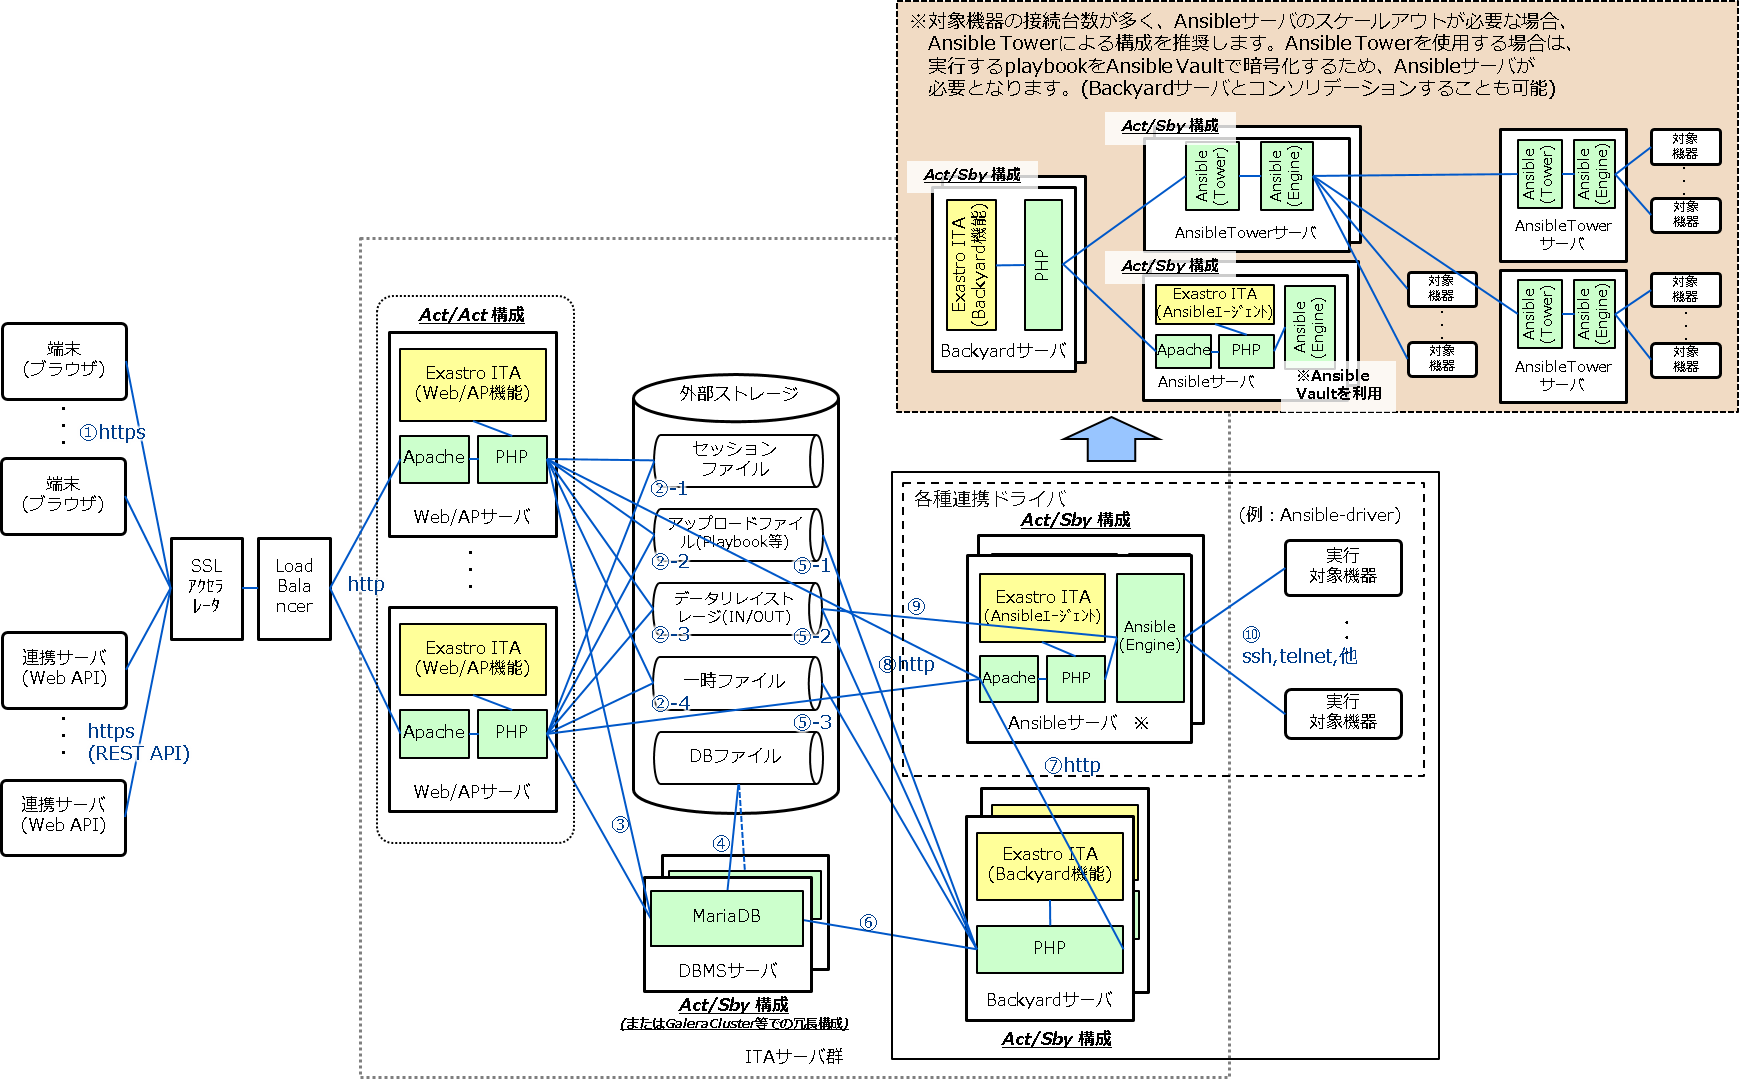 ※対象機器の接続台数が多く、Ansibleサーバのスケールアウトが必要な場合、
Ansible Towerによる構成を推奨します。Ansible Towerを使用する場合は、
実行するplaybookをAnsible Vaultで暗号化するため、Ansibleサーバが
必要となります。(Backyardサーバとコンソリデーションすることも可能)
Act/Sby 構成
Exastro ITA
(Backyard機能)
PHP
Backyardサーバ
Act/Sby 構成
Ansible
(Tower)
Ansible
(Engine)
AnsibleTowerサーバ
Act/Sby 構成
Exastro ITA
(Ansibleｴｰｼﾞｪﾝﾄ)
Apache
PHP
Ansible
(Engine)
Ansibleサーバ
※Ansible
Vaultを利用
対象
機器
対象
機器
Ansible
(Tower)
Ansible
(Engine)
AnsibleTower
サーバ
対象
機器
対象
機器
Ansible
(Tower)
Ansible
(Engine)
AnsibleTower
サーバ
対象
機器
対象
機器
端末
(ブラウザ)
①https
端末
(ブラウザ)
連携サーバ
(Web API)
https
(REST API)
連携サーバ
(Web API)
SSL
ｱｸｾﾗ
ﾚｰﾀ
Load
Bala
ncer
http
Act/Act 構成
Exastro ITA
(Web/AP機能)
Apache
PHP
Web/APサーバ
Exastro ITA
(Web/AP機能)
Apache
PHP
Web/APサーバ
外部ストレージ
セッション
ファイル
②-1
アップロードファイ
ル(Playbook等)
②-2
⑤-1
データリレイスト
レージ(IN/OUT)
②-3
⑤-2
一時ファイル
②-4
⑤-3
DBファイル
③
④
MariaDB
DBMSサーバ
Act/Sby 構成
(またはGaleraCluster等での冗長構成)
ITAサーバ群
⑥
各種連携ドライバ
(例：Ansible-driver)
Act/Sby 構成
⑨
⑧http
Exastro ITA
(Ansibleｴｰｼﾞｪﾝﾄ)
Apache
PHP
Ansible
(Engine)
Ansibleサーバ　※
⑦http
実行
対象機器
⑩
ssh,telnet,他
実行
対象機器
Exastro ITA
(Backyard機能)
PHP
Backyardサーバ
Act/Sby 構成